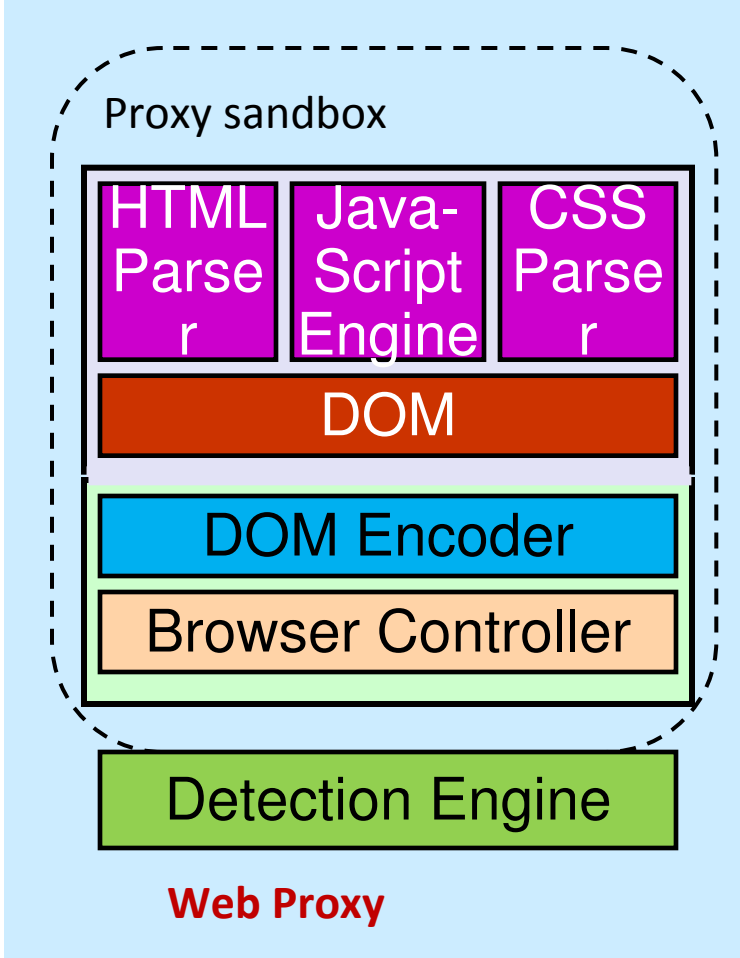 Proxy sandbox
HTML
Parse
r
Java-
Script
Engine
CSS
Parse
r
DOM
DOM Encoder
Browser Controller
Detection Engine
Web Proxy